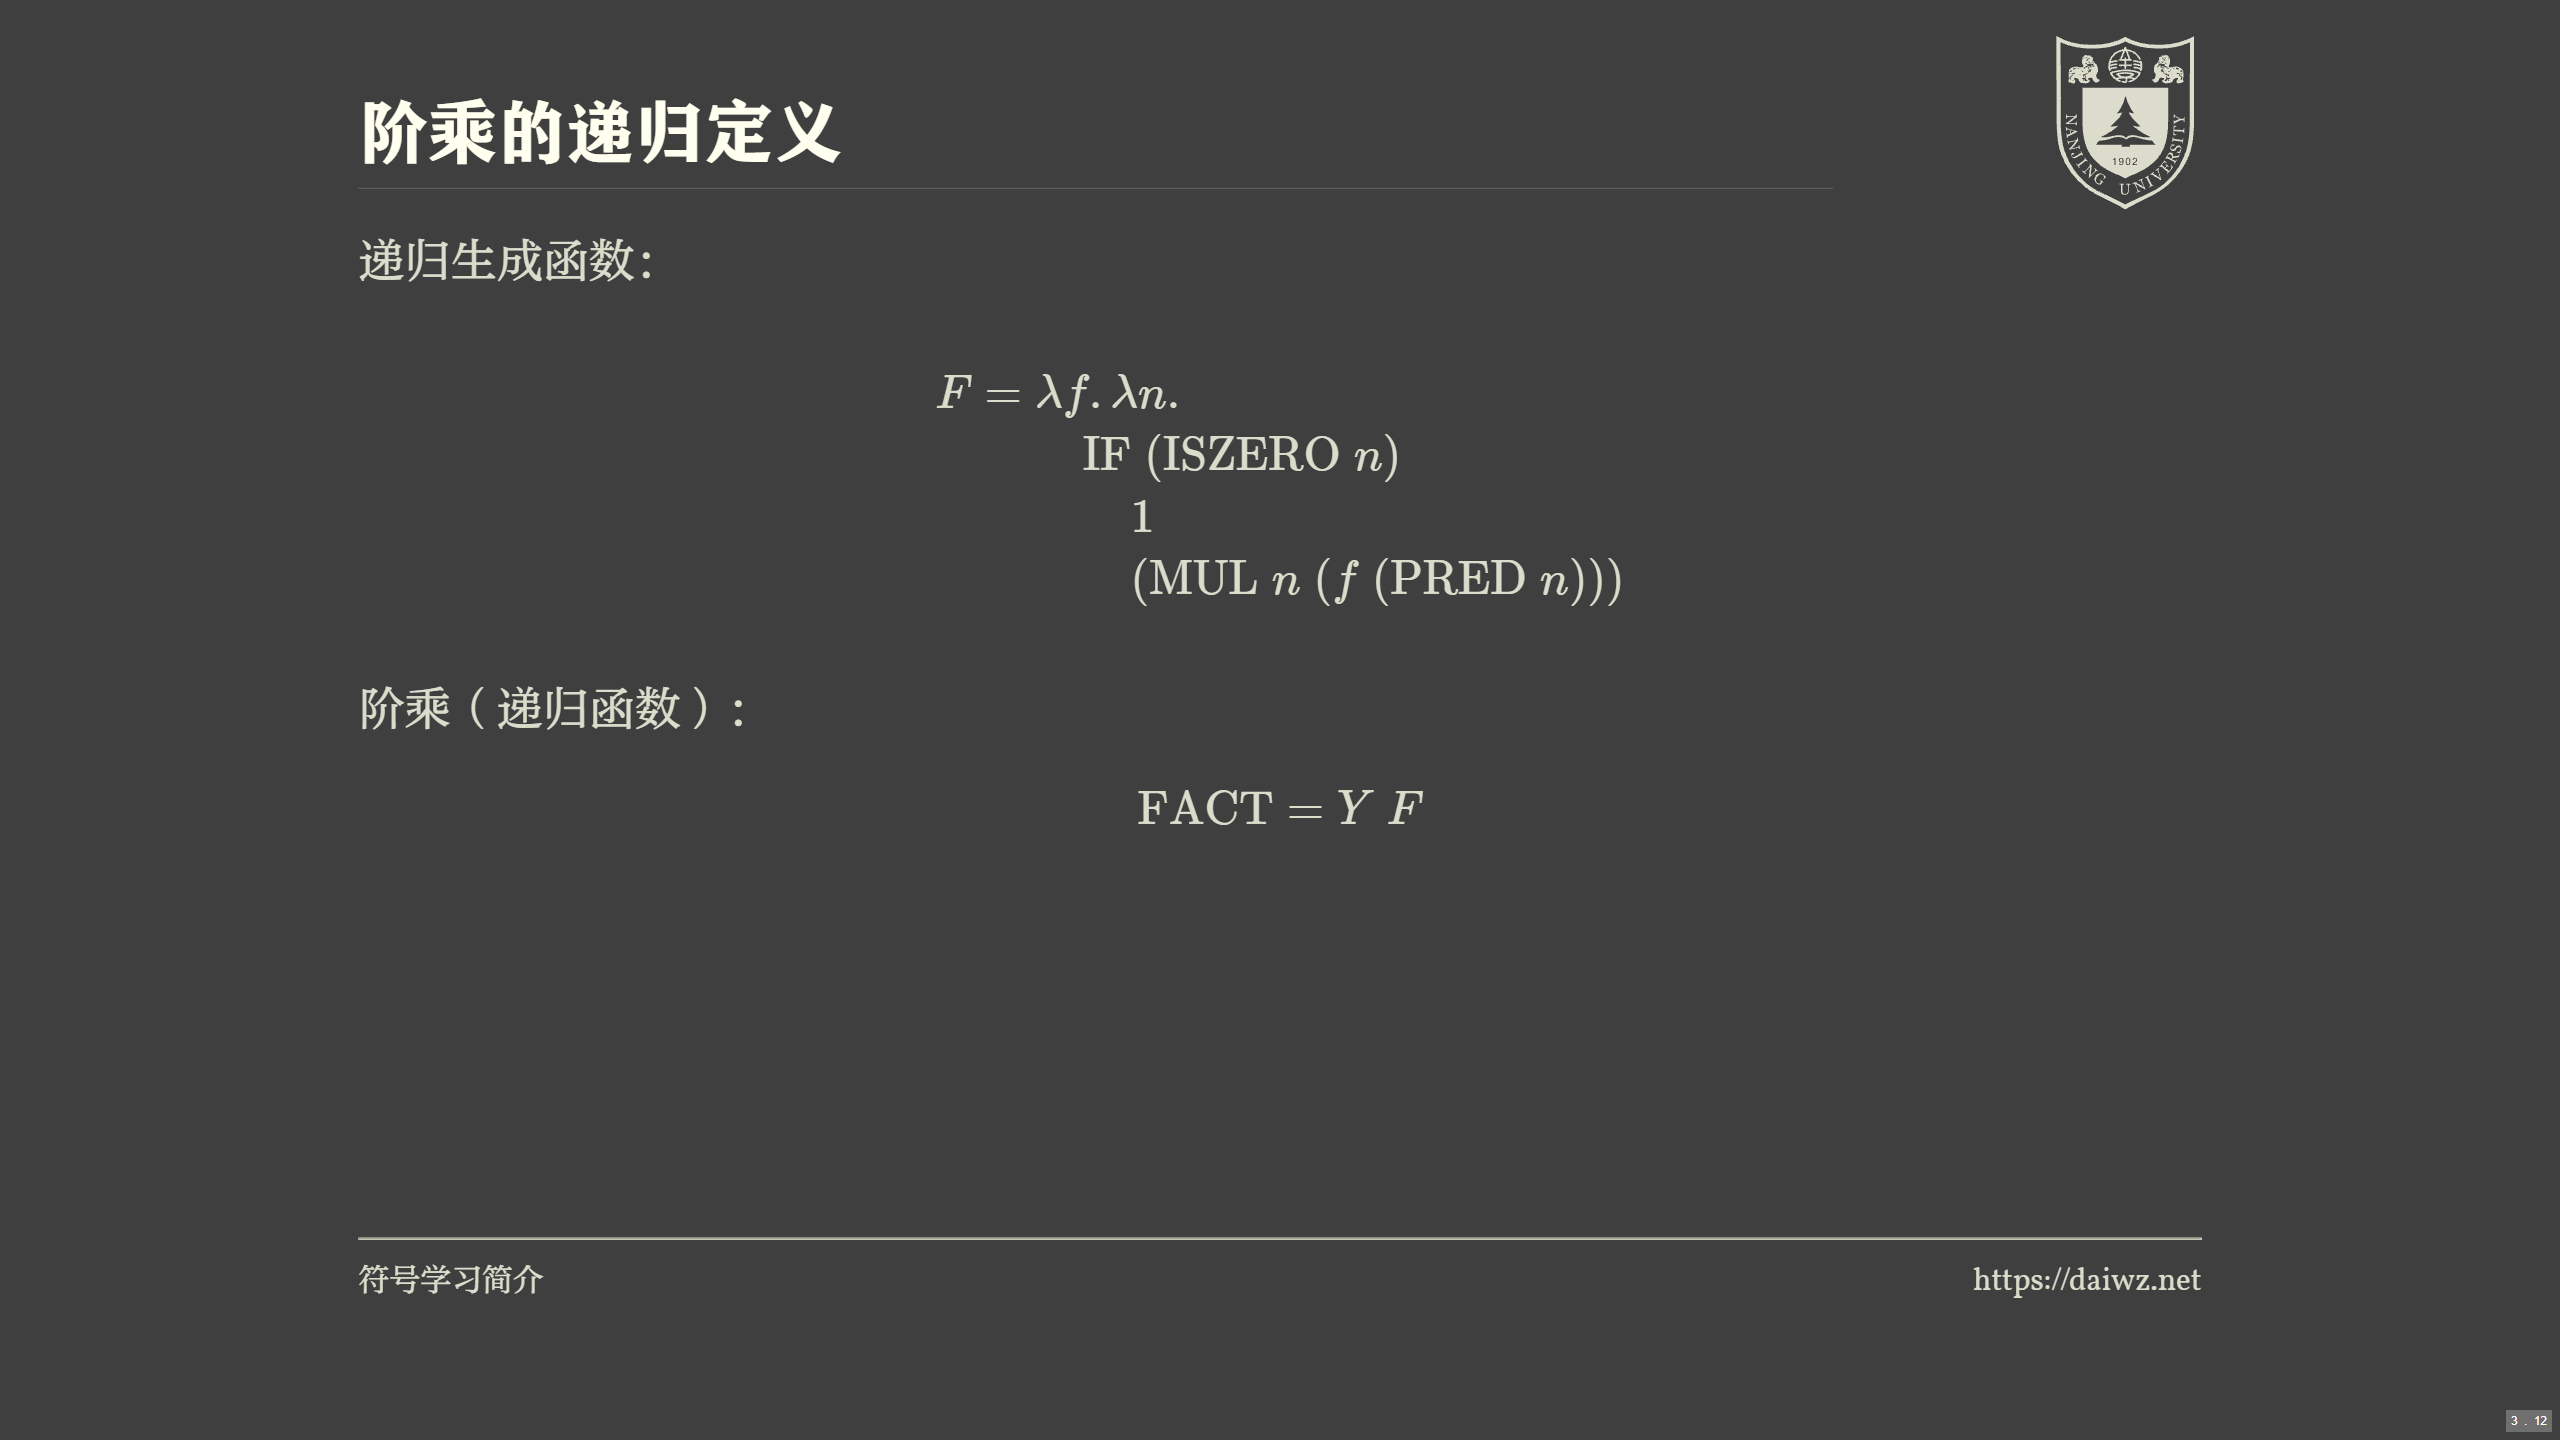 阶乘的递归定义
NANJING UNIVERSITY
1902
递归生成函数：
F = λf. λn.
IF (ISZERO n)
1
(MUL n (f (PRED n)))
阶乘（递归函数）：
FACT = Y F
符号学习简介
https://daiwz.net
3 . 12